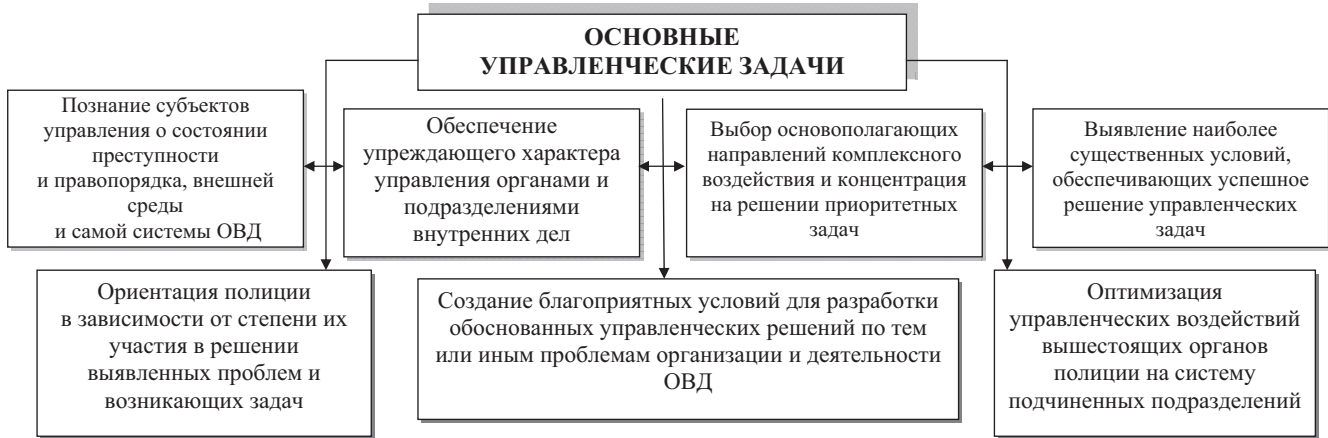 ОСНОВНЫЕ
УПРАВЛЕНЧЕСКИЕ ЗАДАЧИ
Познание субъектов
управления о состоянии
преступности
и правопорядка, внешней
среды
и самой системы ОВД
Обеспечение
упреждающего характера
управления органами и
подразделениями
внутренних дел
Выбор основополагающих
направлений комплексного
воздействия и концентрация
на решении приоритетных
задач
Выявление наиболее
существенных условий,
обеспечивающих успешное
решение управленческих
задач
Ориентация полиции
в зависимости от степени их
участия в решении
выявленных проблем и
возникающих задач
Создание благоприятных условий для разработки
обоснованных управленческих решений по тем
или иным проблемам организации и деятельности
ОВД
Оптимизация
управленческих воздействий
вышестоящих органов
полиции на систему
подчиненных подразделений